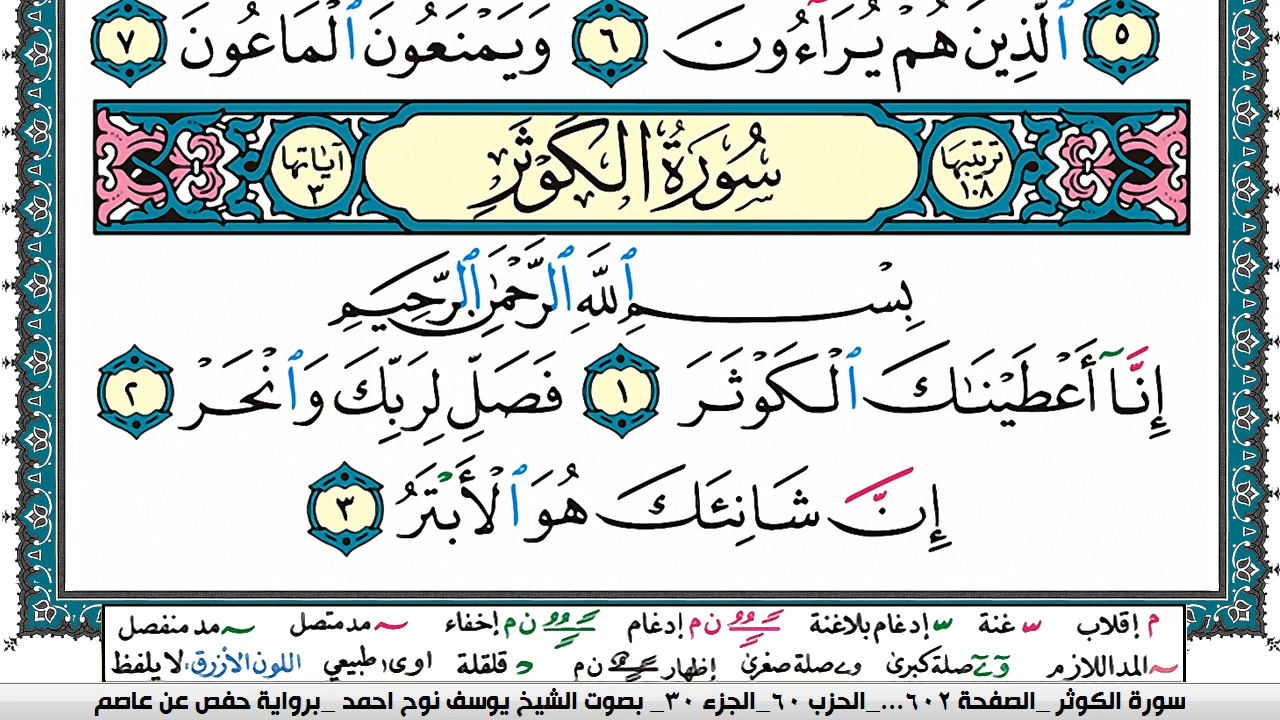 ٥ ٱلَّذِينَ هُمْ يُرَآءُونَ ٦ وَيَمْنَعُونَ ٱلْمَاعُونَ ٧
ترتيبها ١٠٨ سُورَةُ الكَوْثَرِ آياتها ٣
بِسْمِ ٱللَّهِ ٱلرَّحْمَٰنِ ٱلرَّحِيمِ
إِنَّآ أَعْطَيْنَٰكَ ٱلْكَوْثَرَ ١ فَصَلِّ لِرَبِّكَ وَٱنْحَرْ ٢
إِنَّ شَانِئَكَ هُوَ ٱلْأَبْتَرُ ٣
م إقلاب غنة إدغام بلاغنة ن م إدغام ن م إخفاء مد متصل مد منفصل
المد اللازم صلة كبرى صلة صغرى إظهار ن م قلقلة اوى طبيعي اللون الأزرق: لا يلفظ
سورة الكوثر _الصفحة ٦٠٢..._الحزب ٦٠_الجزء ٣٠_ بصوت الشيخ يوسف نوح احمد _برواية حفص عن عاصم